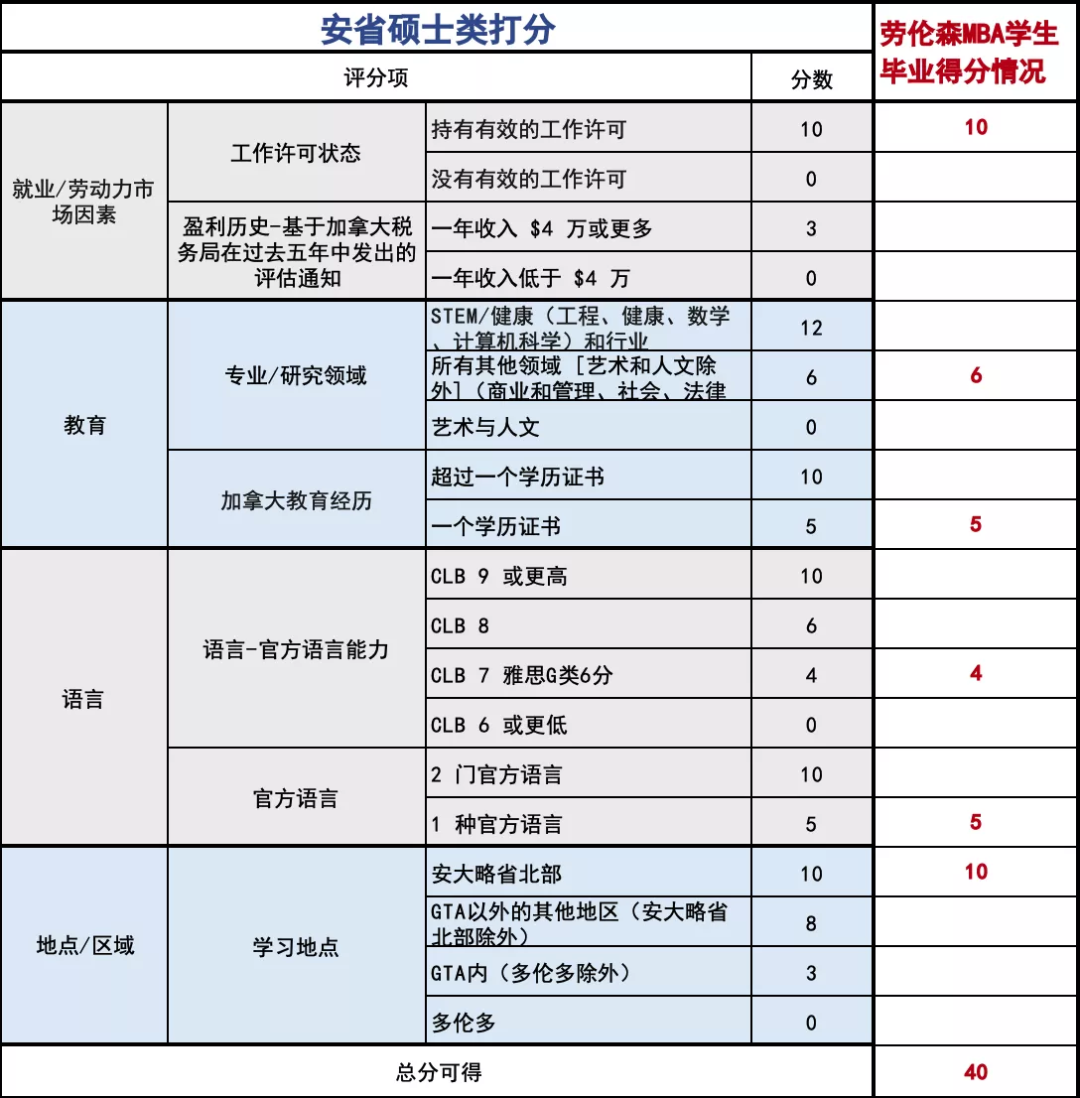 安省硕士类打分
劳伦森MBA学生
毕业得分情况
评分项
分数
就业/劳动力市
场因素
工作许可状态
持有有效的工作许可
10
10
没有有效的工作许可
0
盈利历史-基于加拿大税
务局在过去五年中发出的
评估通知
一年收入 $4 万或更多
3
一年收入低于 $4 万
0
教育
专业/研究领域
STEM/健康（工程、健康、数学
、计算机科学）和行业
12
所有其他领域 [艺术和人文除
外]（商业和管理、社会、法律
6
6
艺术与人文
0
加拿大教育经历
超过一个学历证书
10
一个学历证书
5
5
语言
语言-官方语言能力
CLB 9 或更高
10
CLB 8
6
CLB 7 雅思G类6分
4
4
CLB 6 或更低
0
官方语言
2 门官方语言
10
1 种官方语言
5
5
地点/区域
学习地点
安大略省北部
10
10
GTA以外的其他地区（安大略省
北部除外）
8
GTA内（多伦多除外）
3
多伦多
0
总分可得
40